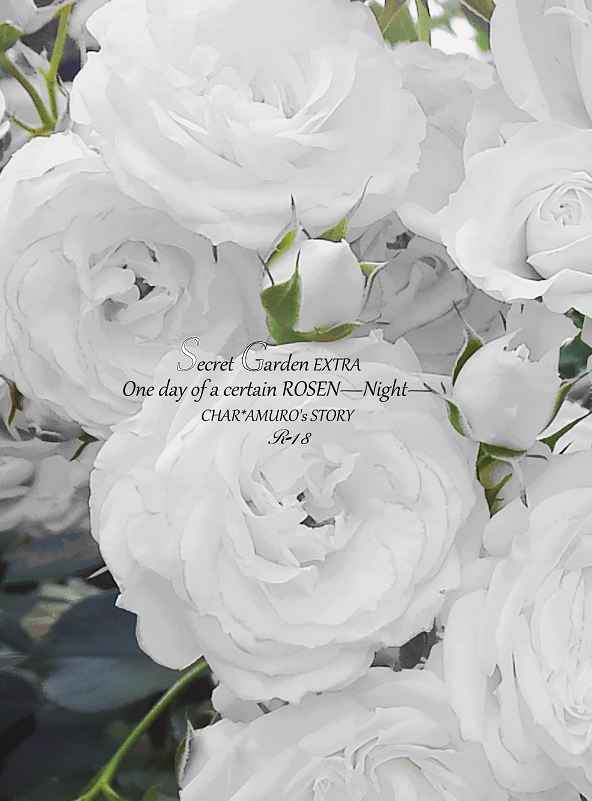 Secret Garden EXTRA
One day of a certain ROSEN—Night—
CHAR*AMURO's STORY
R-18